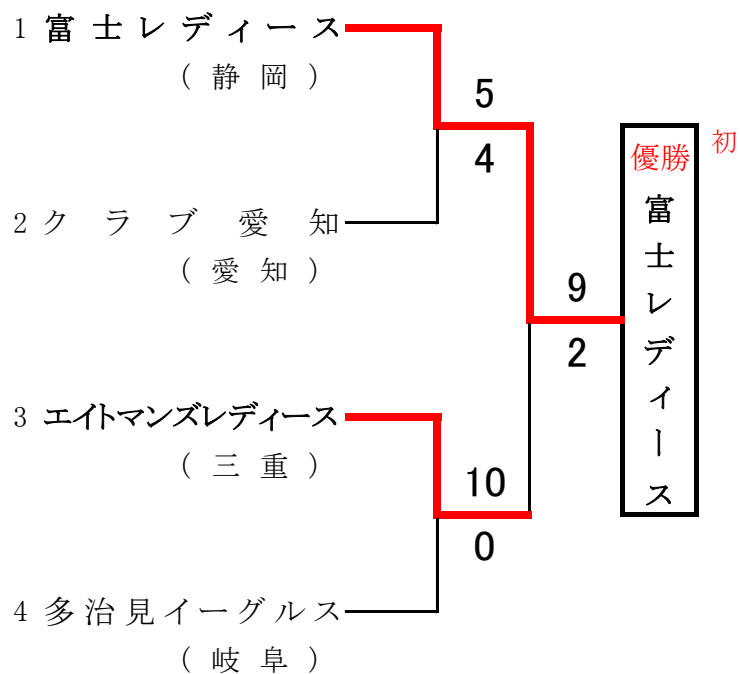 1 富士レディース
(静岡)
5
4
2 クラブ愛知
(愛知)
9
2
3 エイトマンズレディース
(三重)
10
0
4 多治見イーグルス
(岐阜)
優勝
富士レディース
初